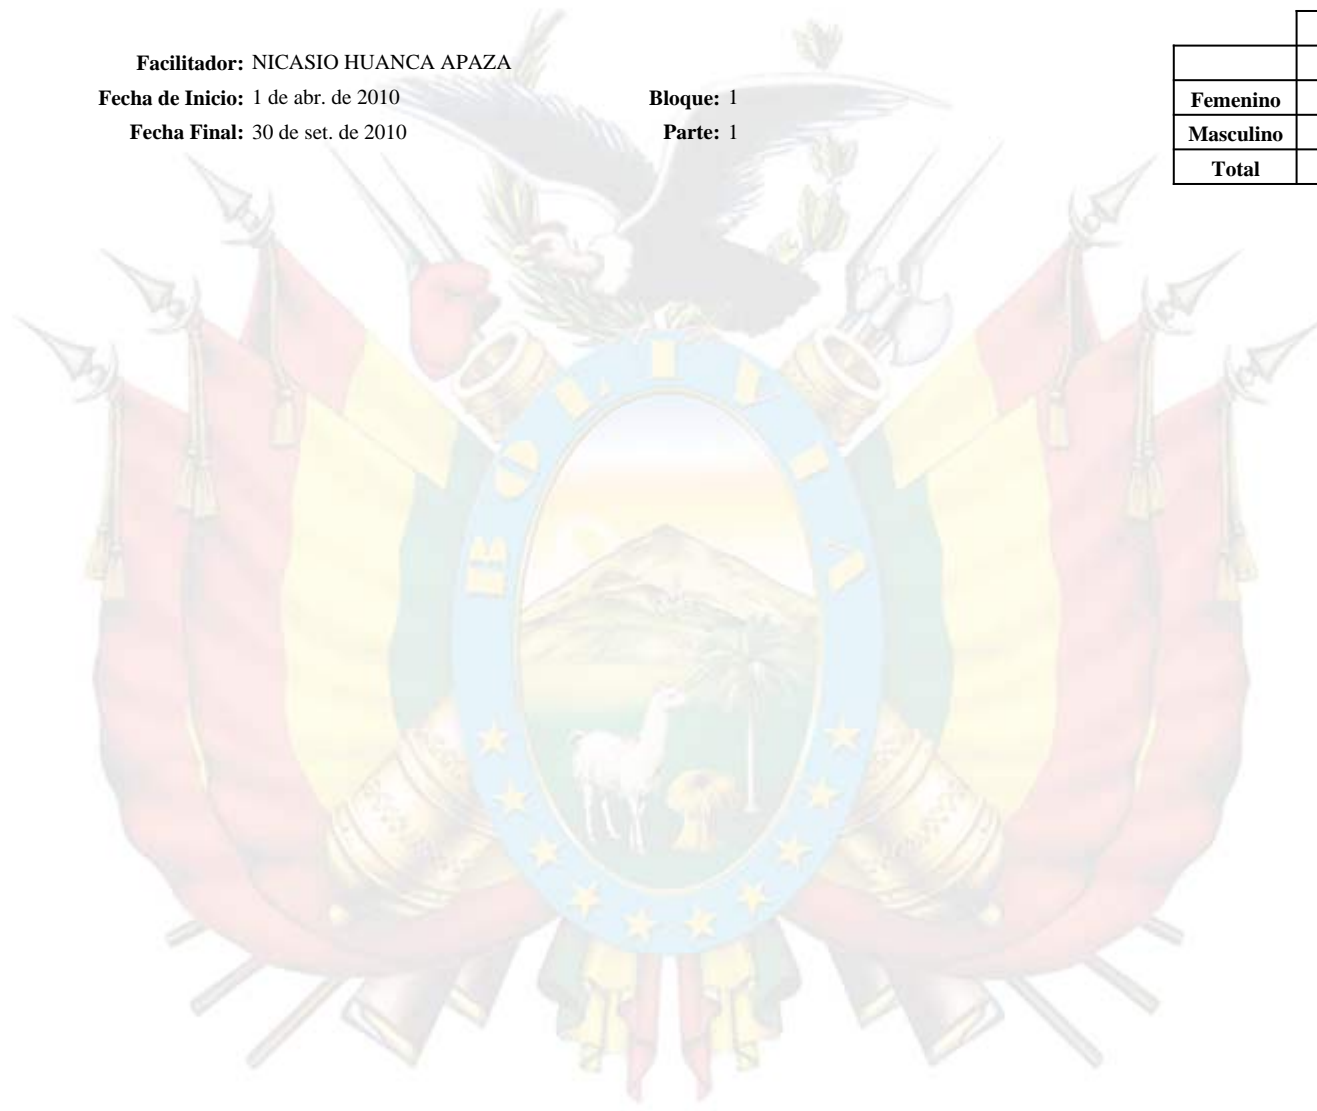 Facilitador: NICASIO HUANCA APAZA
Fecha de Inicio: 1 de abr. de 2010 Bloque: 1
Fecha Final: 30 de set. de 2010 Parte: 1
Femenino
Masculino
Total
BOLIVIA